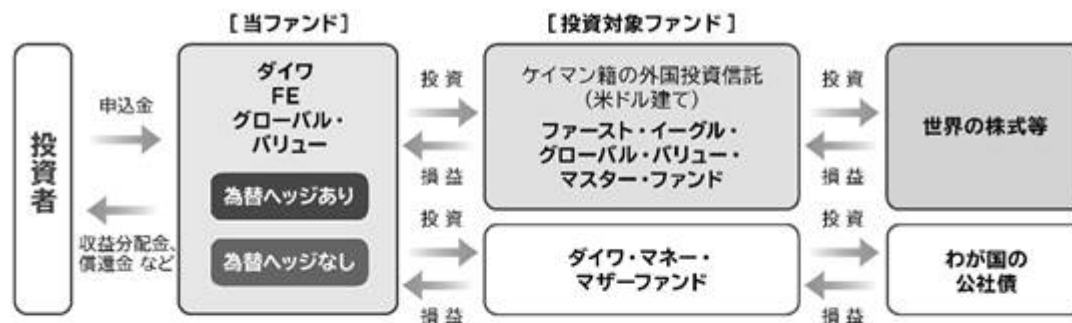 ［当ファンド］
［投資対象ファンド］
投資者
申込金
収益分配金、
償還金 など
ダイワ
FE
グローバル・
バリュー
為替ヘッジあり
為替ヘッジなし
投資
損益
投資
損益
ケイマン籍の外国投資信託
（米ドル建て）
ファースト・イーグル・
グローバル・バリュー・
マスター・ファンド
ダイワ・マネー・
マザーファンド
投資
損益
投資
損益
世界の株式等
わが国の
公社債